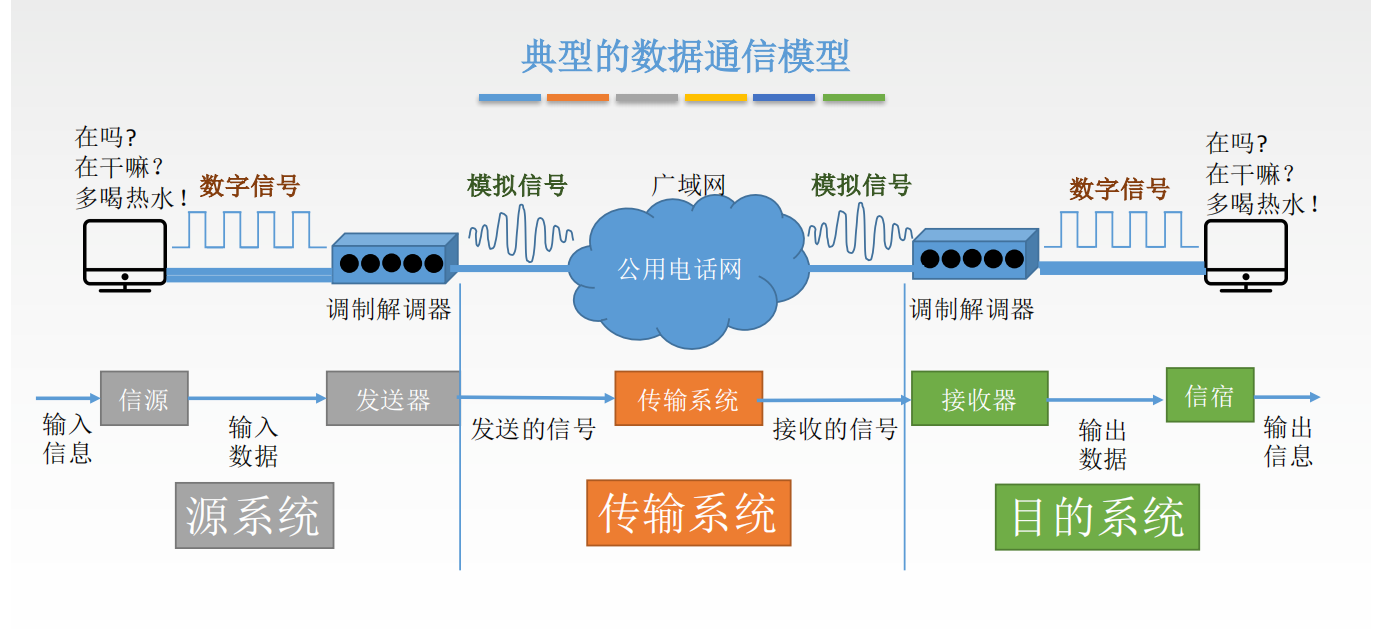 典型的数据通信模型
在吗?
在干嘛?
多喝热水!
数字信号
模拟信号
广域网
模拟信号
数字信号
在吗?
在干嘛?
多喝热水!
公用电话网
调制解调器
调制解调器
信源
发送器
传输系统
接收器
信宿
输入
信息
输入
数据
发送的信号
接收的信号
输出
数据
输出
信息
源系统
传输系统
目的系统